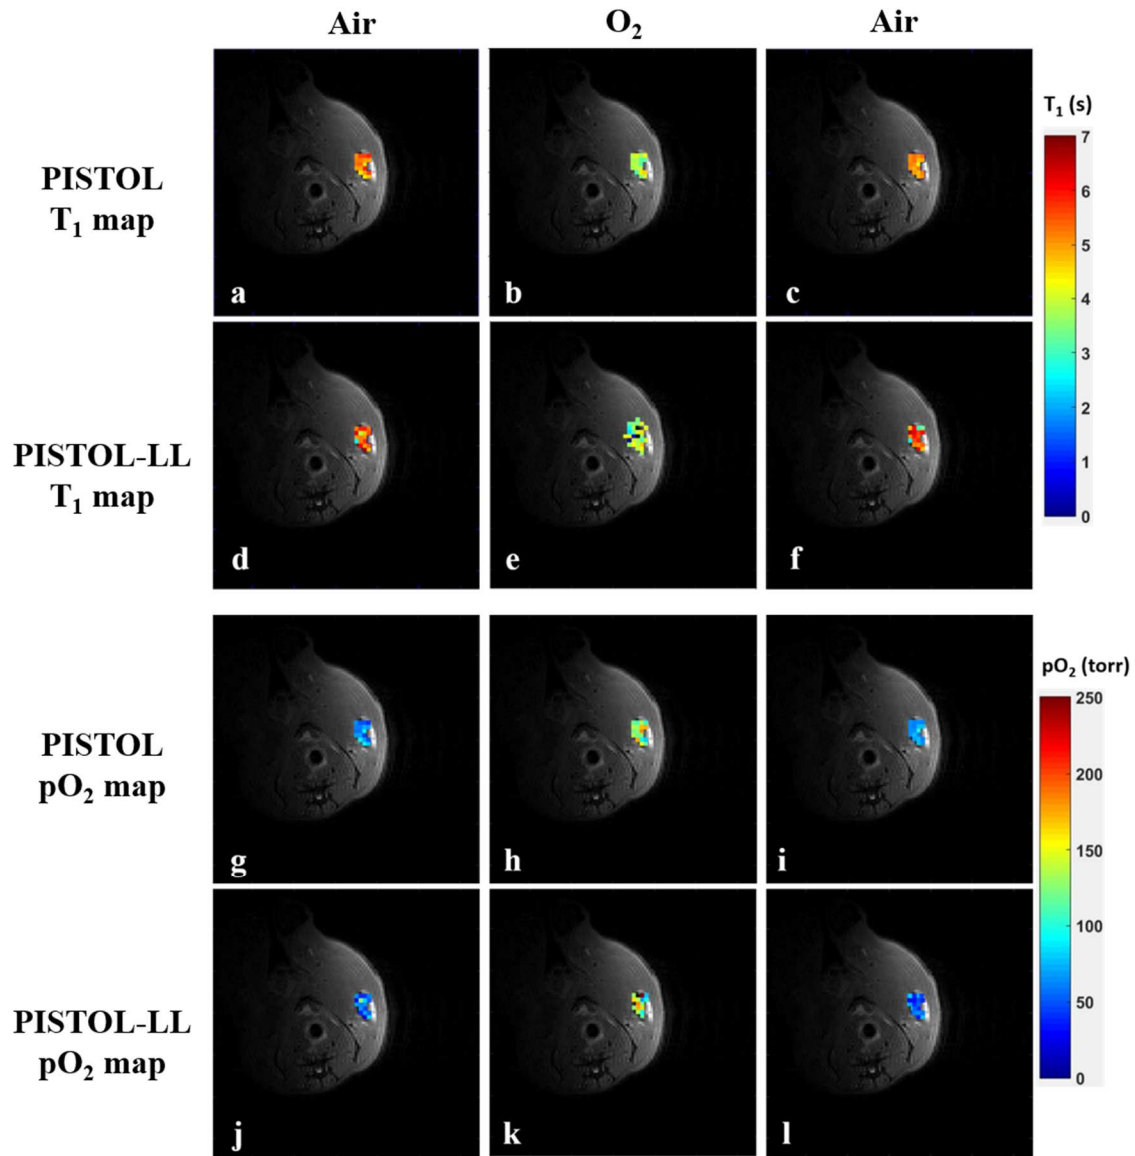 Air O₂ Air
PISTOL
T₁ map
a b c
T₁ (s)
7
6
5
4
3
2
1
0
PISTOL-LL
T₁ map
d e f
PISTOL
pO₂ map
g h i
pO₂ (torr)
250
200
150
100
50
0
PISTOL-LL
pO₂ map
j k l